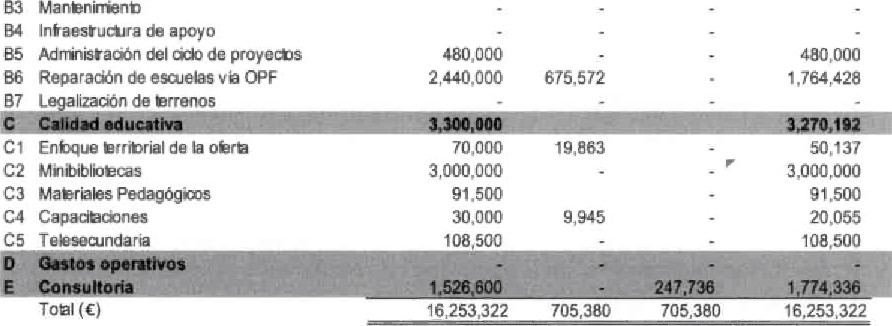 B3 Mantenimiento - - - -
B4 Infraestructura de apoyo - - - -
B5 Administración del ciclo de proyectos 480,000 - - 480,000
B6 Reparación de escuelas vía OPF 2,440,000 675,572 - 1,764,428
B7 Legalización de terrenos - - - -
C Calidad educativa 3,300,000 3,270,192
C1 Enfoque territorial de la oferta 70,000 19,863 - 50,137
C2 Minibibliotecas 3,000,000 - - 3,000,000
C3 Materiales Pedagógicos 91,500 - - 91,500
C4 Capacitaciones 30,000 9,945 - 20,055
C5 Telesecundaria 108,500 - - 108,500
D Gastos operativos - - - -
E Consultoria 1,526,600 - 247,736 1,774,336
Total (€) 16,253,322 705,380 705,380 16,253,322